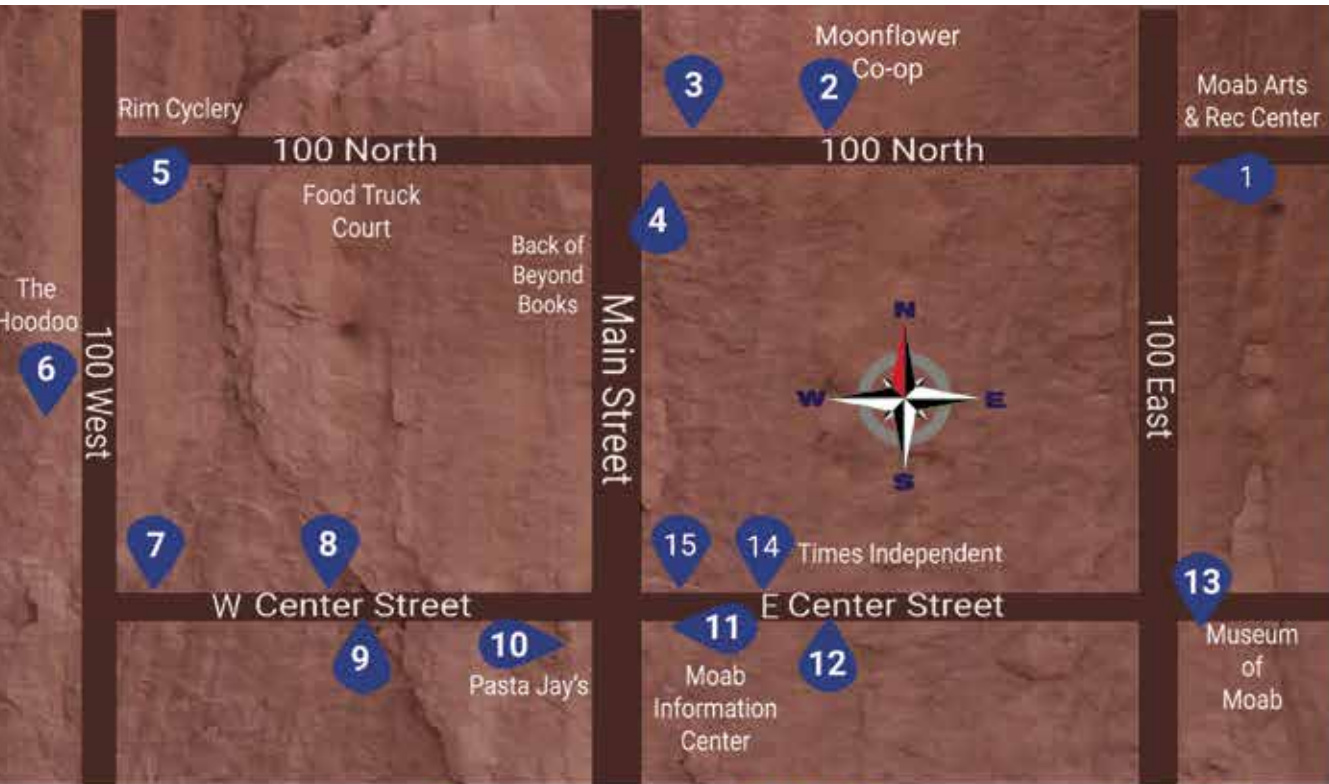 Moonflower
Co-op
3
2
Moab Arts
& Rec Center
Rim Cyclery
100 North
100 North
5
1
Food Truck
Court
4
Back of
Beyond
Books
The
Hoodoo
6
100 West
Main Street
100 East
N
W
E
S
7
8
15
14
Times Independent
13
W Center Street
E Center Street
9
10
Pasta Jay's
11
12
Moab
Information
Center
Museum
of
Moab